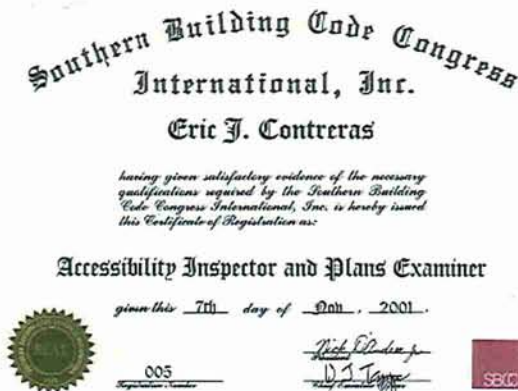 Southern Building Code Congress
International, Inc.
Eric J. Contreras
having given satisfactory evidence of the necessary
qualifications required by the Southern Building
Code Congress International, Inc. is hereby issued
this Certificate of Registration as:
Accessibility Inspector and Plans Examiner
given this 7th day of Nov. 2001.
005
Registration Number